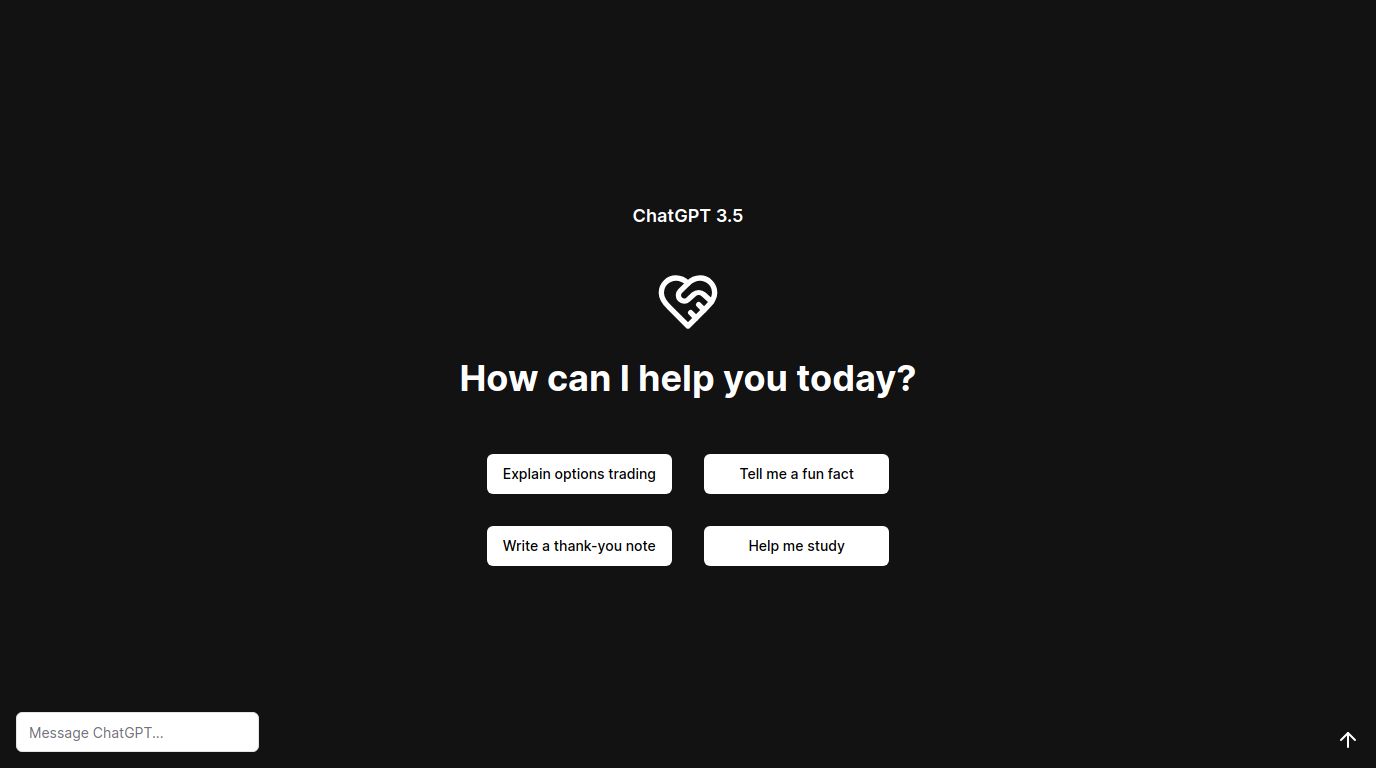 ChatGPT 3.5
How can I help you today?
Explain options trading
Tell me a fun fact
Write a thank-you note
Help me study
Message ChatGPT...